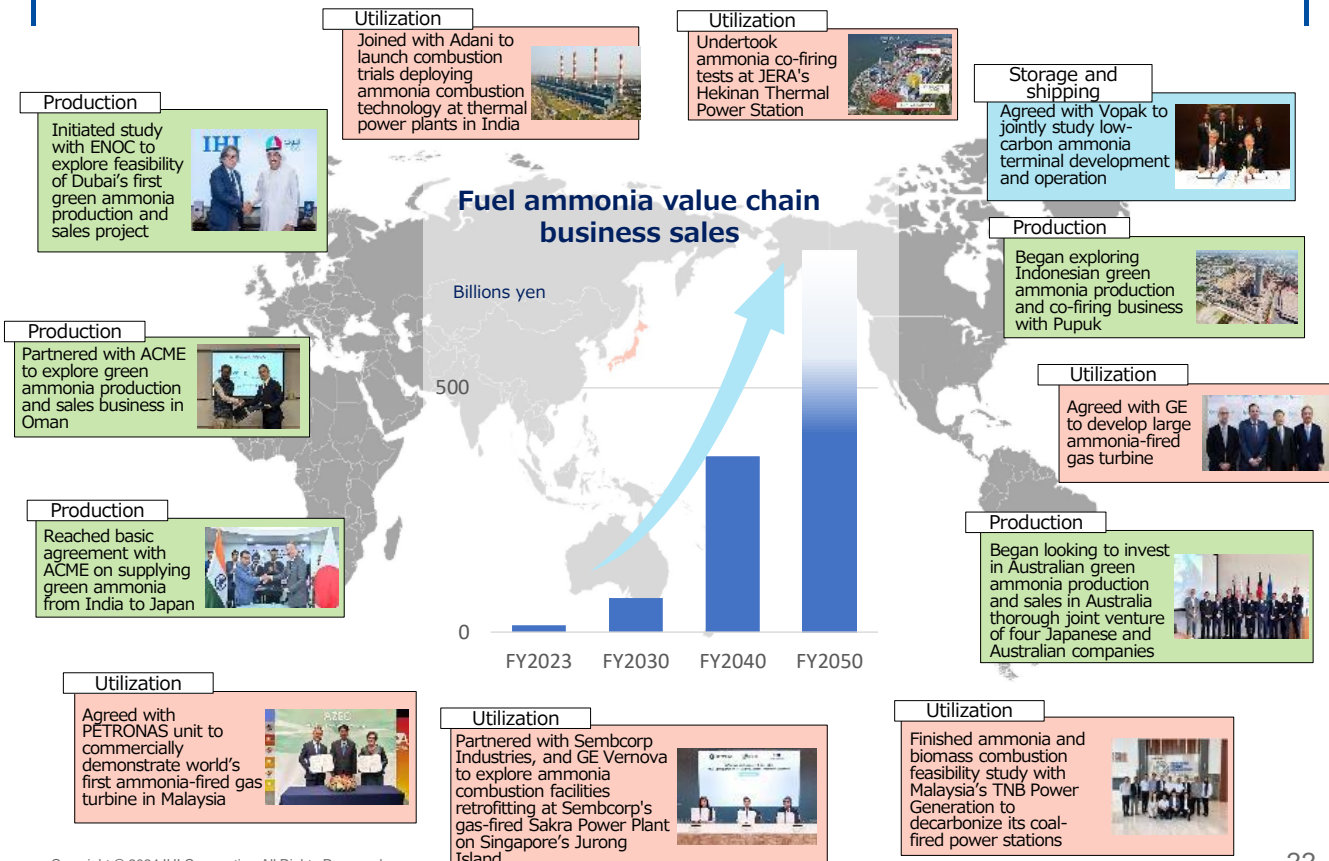 Utilization
Joined with Adani to
launch combustion
trials deploying
ammonia combustion
technology at thermal
power plants in India
Utilization
Undertook
ammonia co-firing
tests at JERA's
Hekinan Thermal
Power Station
Storage and
shipping
Agreed with Vopak to
jointly study low-
carbon ammonia
terminal development
and operation
Production
Initiated study
with ENOC to
explore feasibility
of Dubai's first
green ammonia
production and
sales project
IHI
Fuel ammonia value chain
business sales
Billions yen
500
0
FY2023
FY2030
FY2040
FY2050
Production
Began exploring
Indonesian green
ammonia production
and co-firing business
with Pupuk
Production
Partnered with ACME
to explore green
ammonia production
and sales business in
Oman
Utilization
Agreed with GE
to develop large
ammonia-fired
gas turbine
Production
Reached basic
agreement with
ACME on supplying
green ammonia
from India to Japan
Production
Began looking to invest
in Australian green
ammonia production
and sales in Australia
thorough joint venture
of four Japanese and
Australian companies
Utilization
Agreed with
PETRONAS unit to
commercially
demonstrate world's
first ammonia-fired gas
turbine in Malaysia
AZEC
Utilization
Partnered with Sembcorp
Industries, and GE Vernova
to explore ammonia
combustion facilities
retrofitting at Sembcorp's
gas-fired Sakra Power Plant
on Singapore's Jurong
Island
Utilization
Finished ammonia and
biomass combustion
feasibility study with
Malaysia's TNB Power
Generation to
decarbonize its coal-
fired power stations